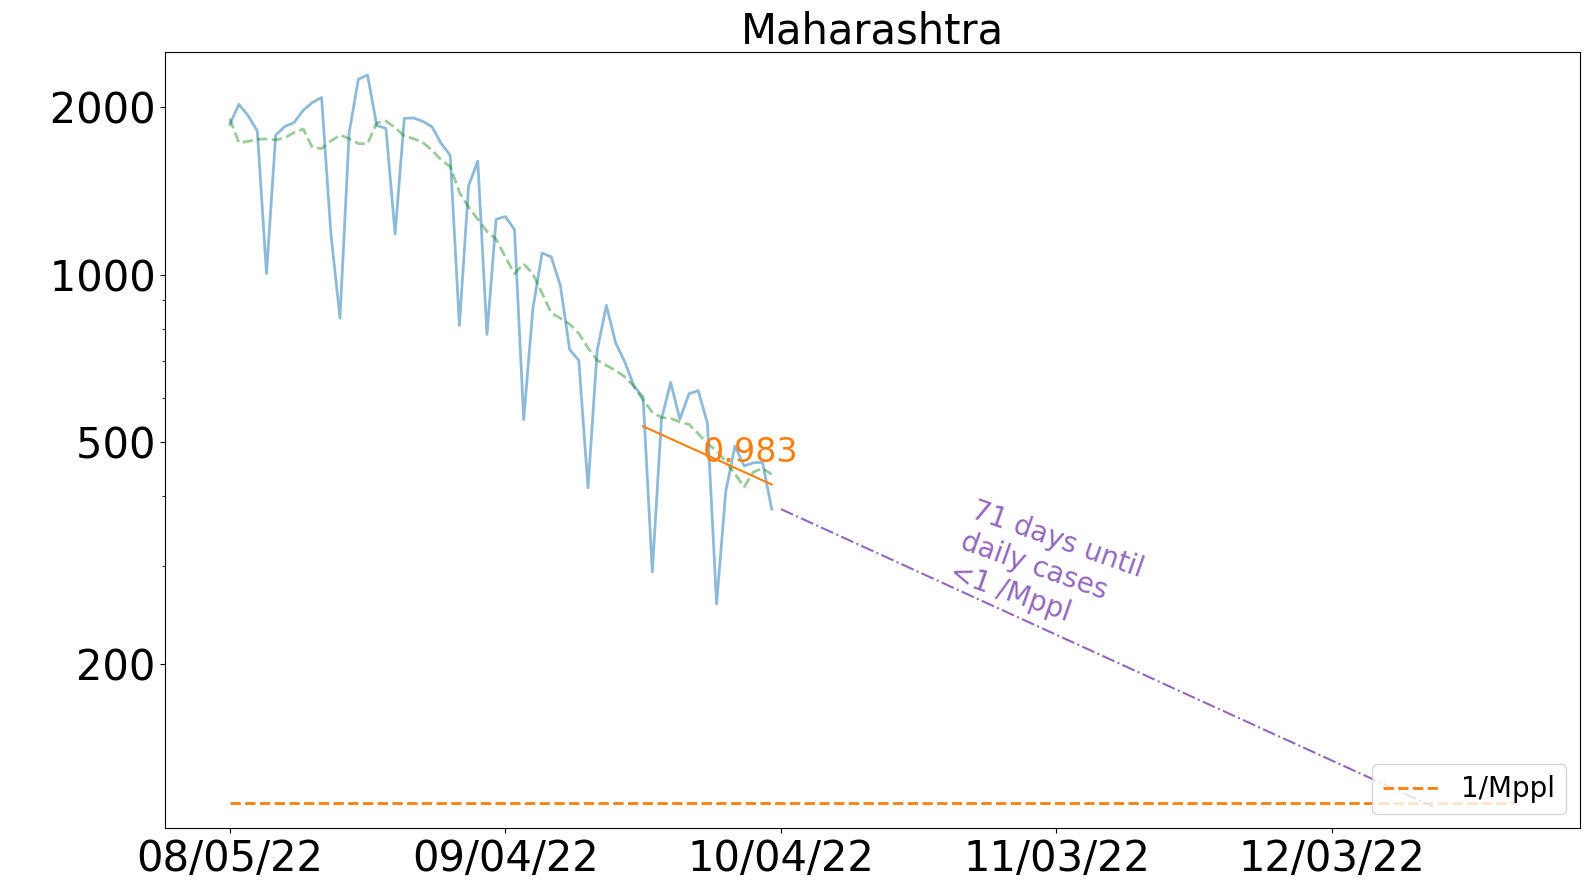 Maharashtra
2000
1000
500
200
0.983
71 days until
daily cases
<1 /Mppl
1/Mppl
08/05/22
09/04/22
10/04/22
11/03/22
12/03/22